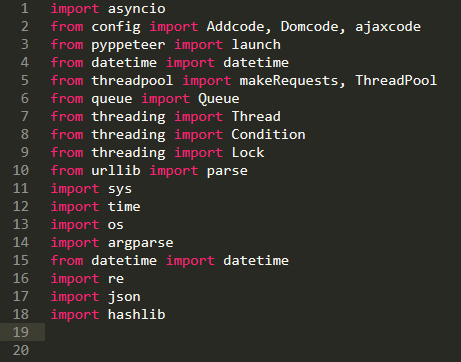 1 import asyncio
2 from config import Addcode, Domcode, ajaxcode
3 from pyppeteer import launch
4 from datetime import datetime
5 from threadpool import makeRequests, ThreadPool
6 from queue import Queue
7 from threading import Thread
8 from threading import Condition
9 from threading import Lock
10 from urllib import parse
11 import sys
12 import time
13 import os
14 import argparse
15 from datetime import datetime
16 import re
17 import json
18 import hashlib
19
20